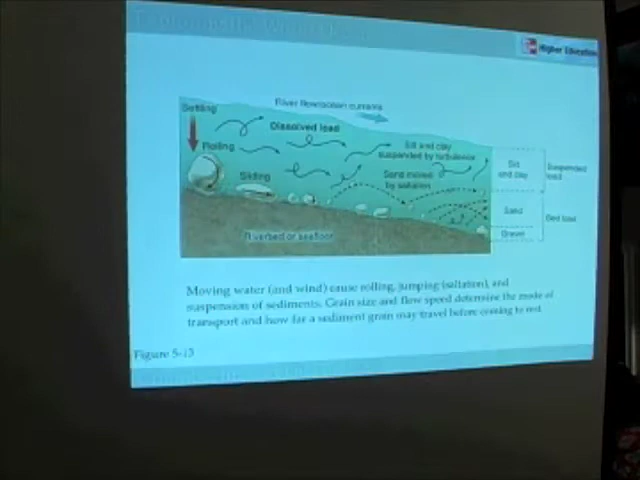 Higher Education
River flow/ocean currents
Settling
Dissolved load
Rolling
Silt and clay
suspended by turbulence
Sliding
Sand moves
by saltation
Silt
and clay
Suspended
load
Sand
Bed load
Gravel
Riverbed or seafloor
Moving water (and wind) cause rolling, jumping (saltation), and
suspension of sediments. Grain size and flow speed determine the mode of
transport and how far a sediment grain may travel before coming to rest.
Figure 5-15